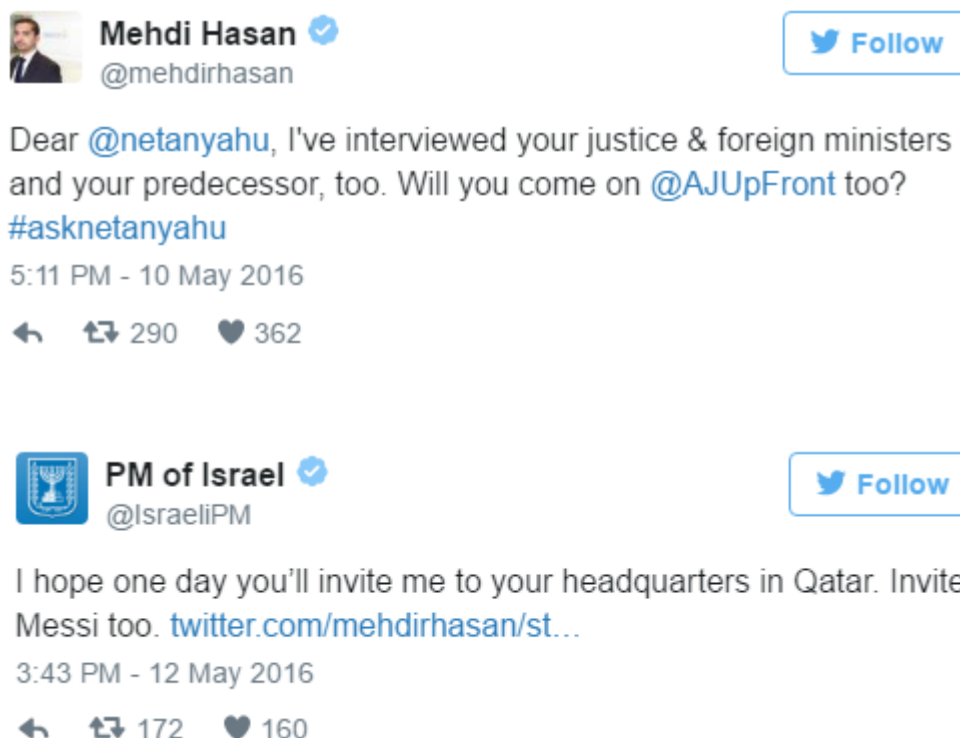 Mehdi Hasan
Follow
@mehdirhasan
Dear @netanyahu, I've interviewed your justice & foreign ministers
and your predecessor, too. Will you come on @AJUpFront too?
#asknetanyahu
5:11 PM - 10 May 2016
290 362
PM of Israel
Follow
@IsraeliPM
I hope one day you’ll invite me to your headquarters in Qatar. Invite
Messi too. twitter.com/mehdirhasan/st…
3:43 PM - 12 May 2016
172 160